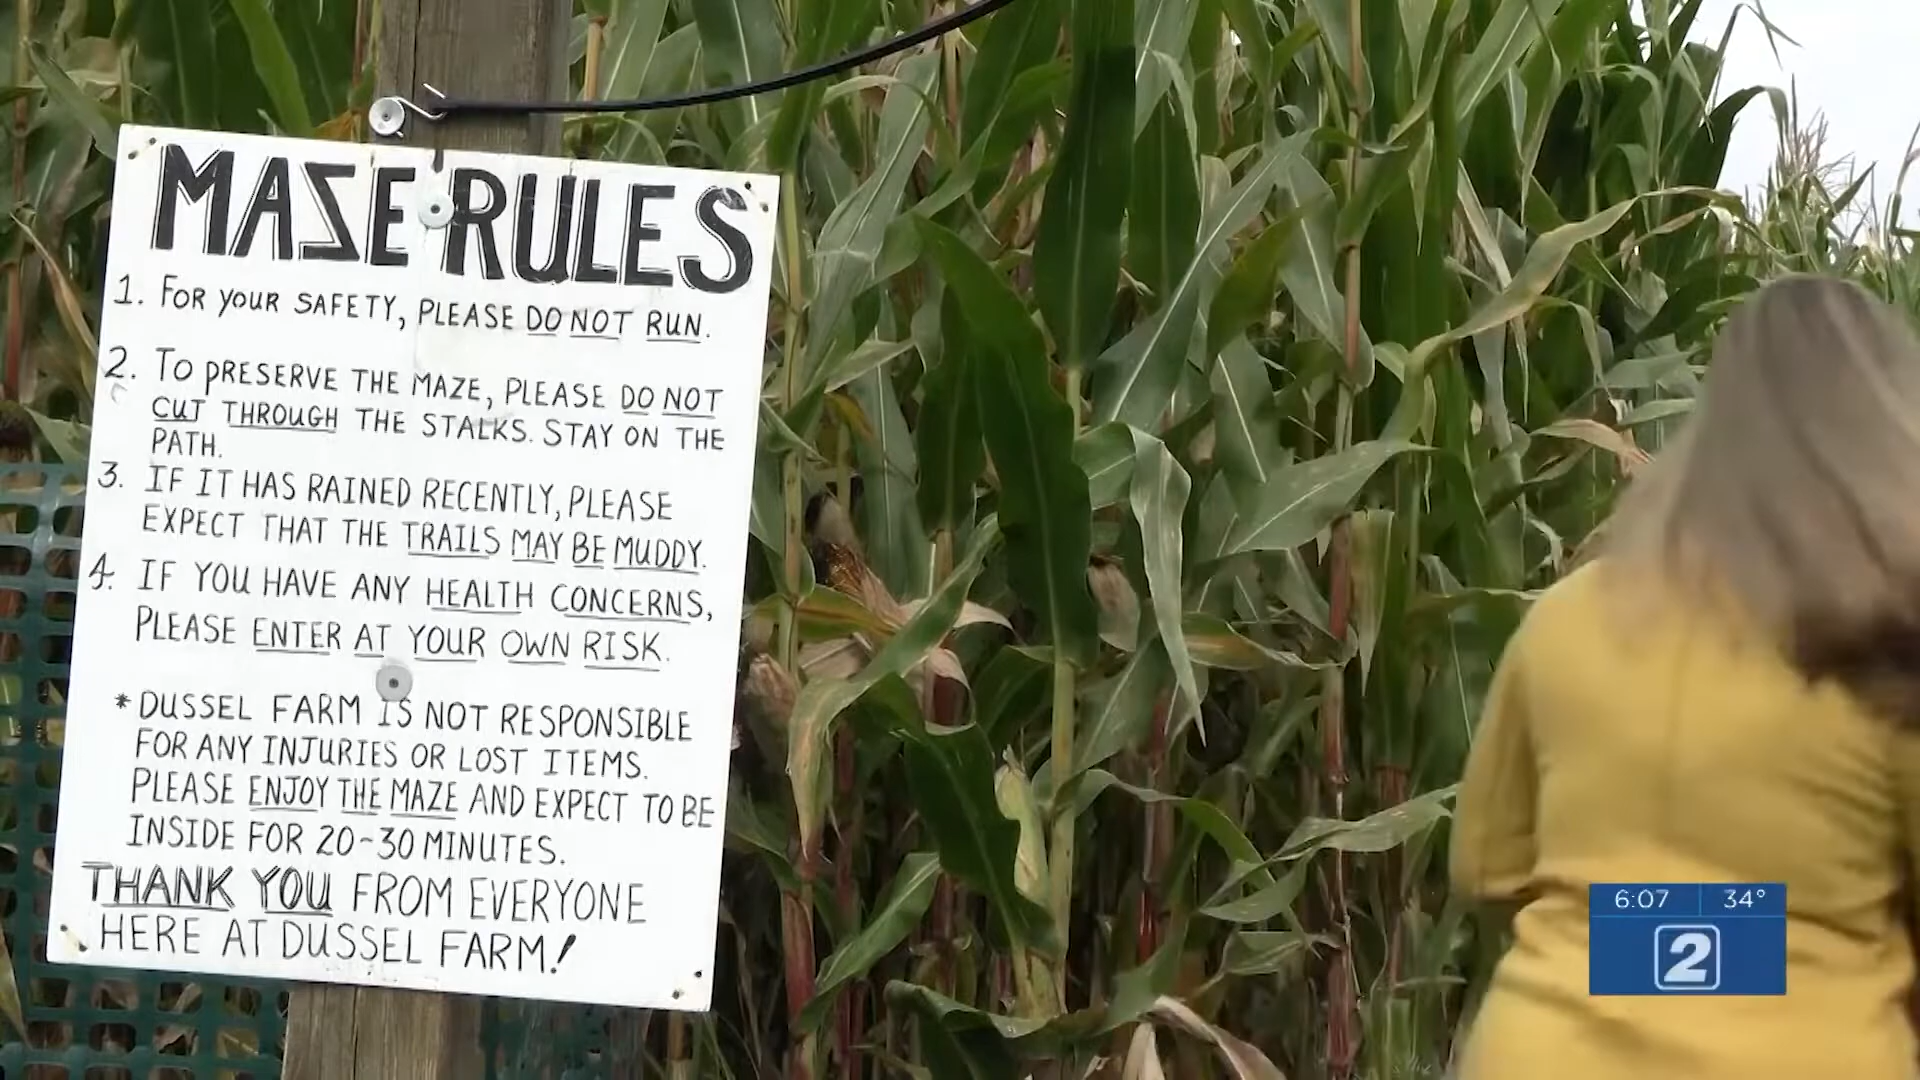 MAZE RULES
1. FOR YOUR SAFETY, PLEASE DO NOT RUN.
2. TO PRESERVE THE MAZE, PLEASE DO NOT
CUT THROUGH THE STALKS. STAY ON THE
PATH.
3. IF IT HAS RAINED RECENTLY, PLEASE
EXPECT THAT THE TRAILS MAY BE MUDDY.
4. IF YOU HAVE ANY HEALTH CONCERNS,
PLEASE ENTER AT YOUR OWN RISK.
* DUSSEL FARM IS NOT RESPONSIBLE
FOR ANY INJURIES OR LOST ITEMS.
PLEASE ENJOY THE MAZE AND EXPECT TO BE
INSIDE FOR 20-30 MINUTES.
THANK YOU FROM EVERYONE
HERE AT DUSSEL FARM!
6:07 34°
2